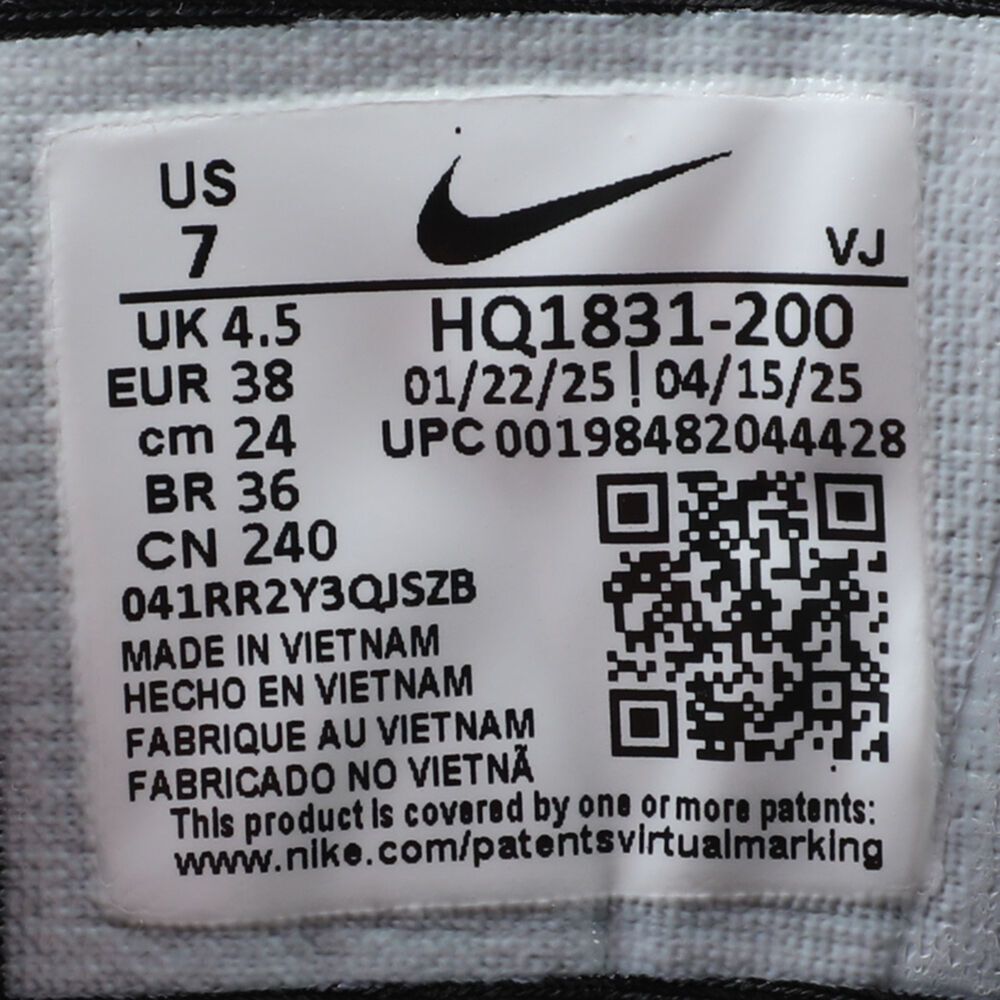 US
7
VJ
UK 4.5
EUR 38
cm 24
BR 36
CN 240
HQ1831-200
01/22/25 | 04/15/25
UPC 00198482044428
041RR2Y3QJSZB
MADE IN VIETNAM
HECHO EN VIETNAM
FABRIQUE AU VIETNAM
FABRICADO NO VIETNÃ
This product is covered by one or more patents:
www.nike.com/patentsvirtualmarking